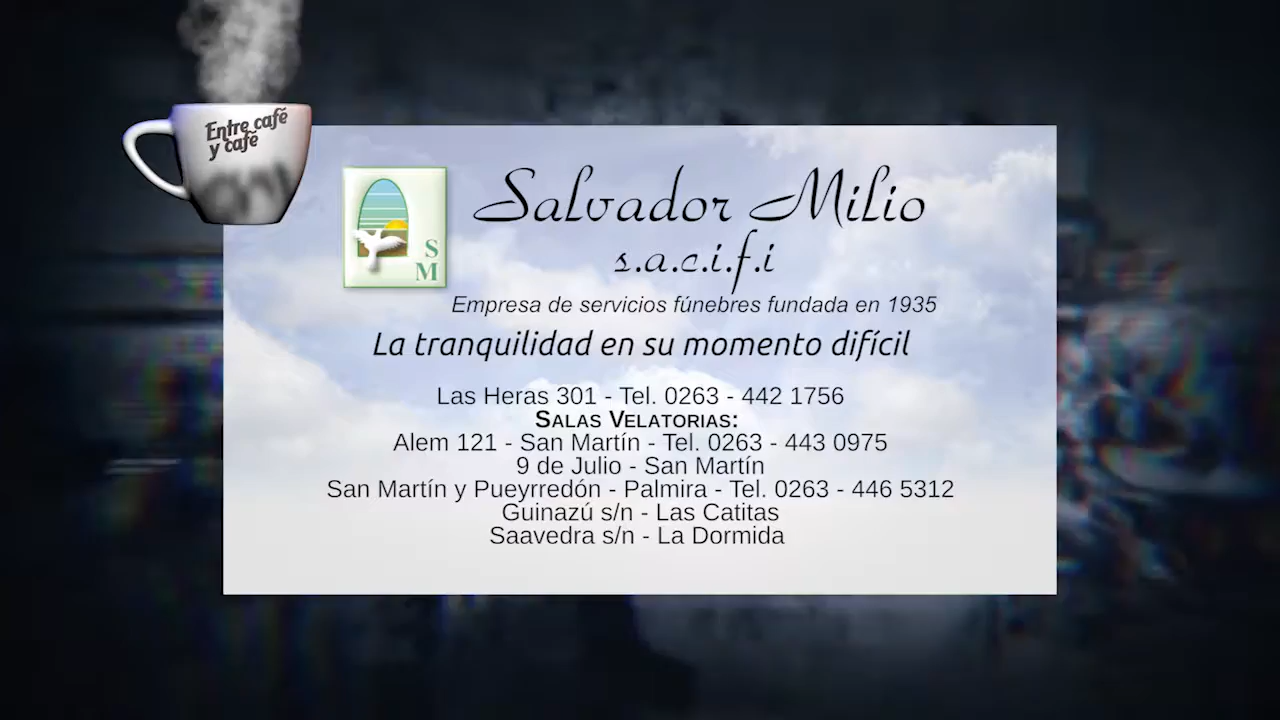 Entre café
y café
Salvador Milio
s.a.c.i.f.i
S
M
Empresa de servicios fúnebres fundada en 1935
La tranquilidad en su momento difícil
Las Heras 301 - Tel. 0263 - 442 1756
SALAS VELATORIAS:
Alem 121 - San Martín - Tel. 0263 - 443 0975
9 de Julio - San Martín
San Martín y Pueyrredón - Palmira - Tel. 0263 - 446 5312
Guinazú s/n - Las Catitas
Saavedra s/n - La Dormida